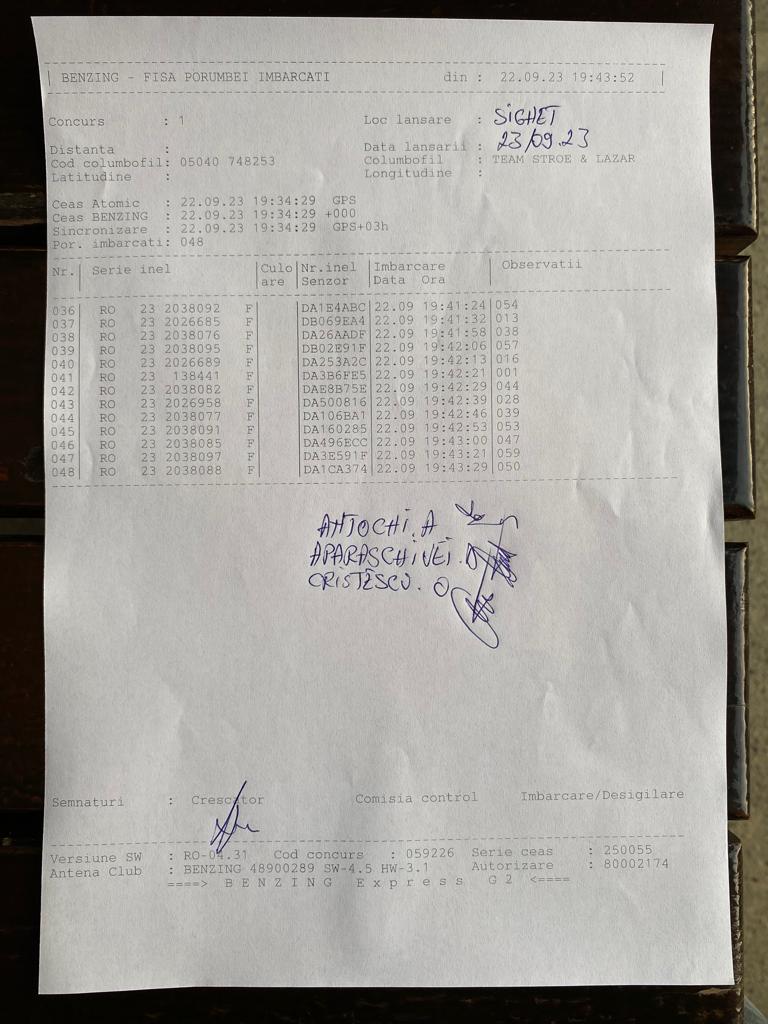 BENZING - FISA PORUMBEI IMBARCATI din : 22.09.23 19:43:52
Concurs : 1 Loc lansare : SIGHET
Distanta : Data lansarii : 23/09.23
Cod columbofil: 05040 748253 Columbofil : TEAM STROE & LAZAR
Latitudine : Longitudine :
Ceas Atomic : 22.09.23 19:34:29 GPS
Ceas BENZING : 22.09.23 19:34:29 +000
Sincronizare : 22.09.23 19:34:29 GPS+03h
Por. imbarcati: 048
Nr. Serie inel Culo Nr.inel Imbarcare Observatii
are Senzor Data Ora
036 RO 23 2038092 F DA1E4ABC 22.09 19:41:24 054
037 RO 23 2026685 F DB069EA4 22.09 19:41:32 013
038 RO 23 2038076 F DA26AADF 22.09 19:41:58 038
039 RO 23 2038095 F DB02E91F 22.09 19:42:06 057
040 RO 23 2026689 F DA253A2C 22.09 19:42:13 016
041 RO 23 138441 F DA3B6FE5 22.09 19:42:21 001
042 RO 23 2038082 F DAE8B75E 22.09 19:42:29 044
043 RO 23 2026958 F DA500816 22.09 19:42:39 028
044 RO 23 2038077 F DA106BA1 22.09 19:42:46 039
045 RO 23 2038091 F DA160285 22.09 19:42:53 053
046 RO 23 2038085 F DA496ECC 22.09 19:43:00 047
047 RO 23 2038097 F DA3E591F 22.09 19:43:21 059
048 RO 23 2038088 F DA1CA374 22.09 19:43:29 050
ANTOCHI. A
APARASCHIVEI. D
CRISTESCU. O
Semnaturi : Crescator Comisia control Imbarcare/Desigilare
Versiune SW : RO-04.31 Cod concurs : 059226 Serie ceas : 250055
Antena Club : BENZING 48900289 SW-4.5 HW-3.1 Autorizare : 80002174
====> B E N Z I N G E x p r e s s G 2 <====